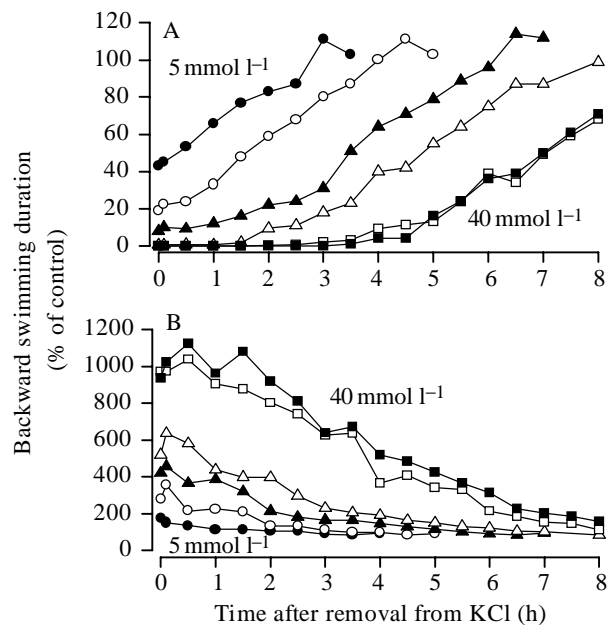 A
5 mmol l⁻¹
40 mmol l⁻¹
120
100
80
60
40
20
0
0 1 2 3 4 5 6 7 8
Backward swimming duration
(% of control)
B
40 mmol l⁻¹
5 mmol l⁻¹
1200
1000
800
600
400
200
0
0 1 2 3 4 5 6 7 8
Time after removal from KCl (h)